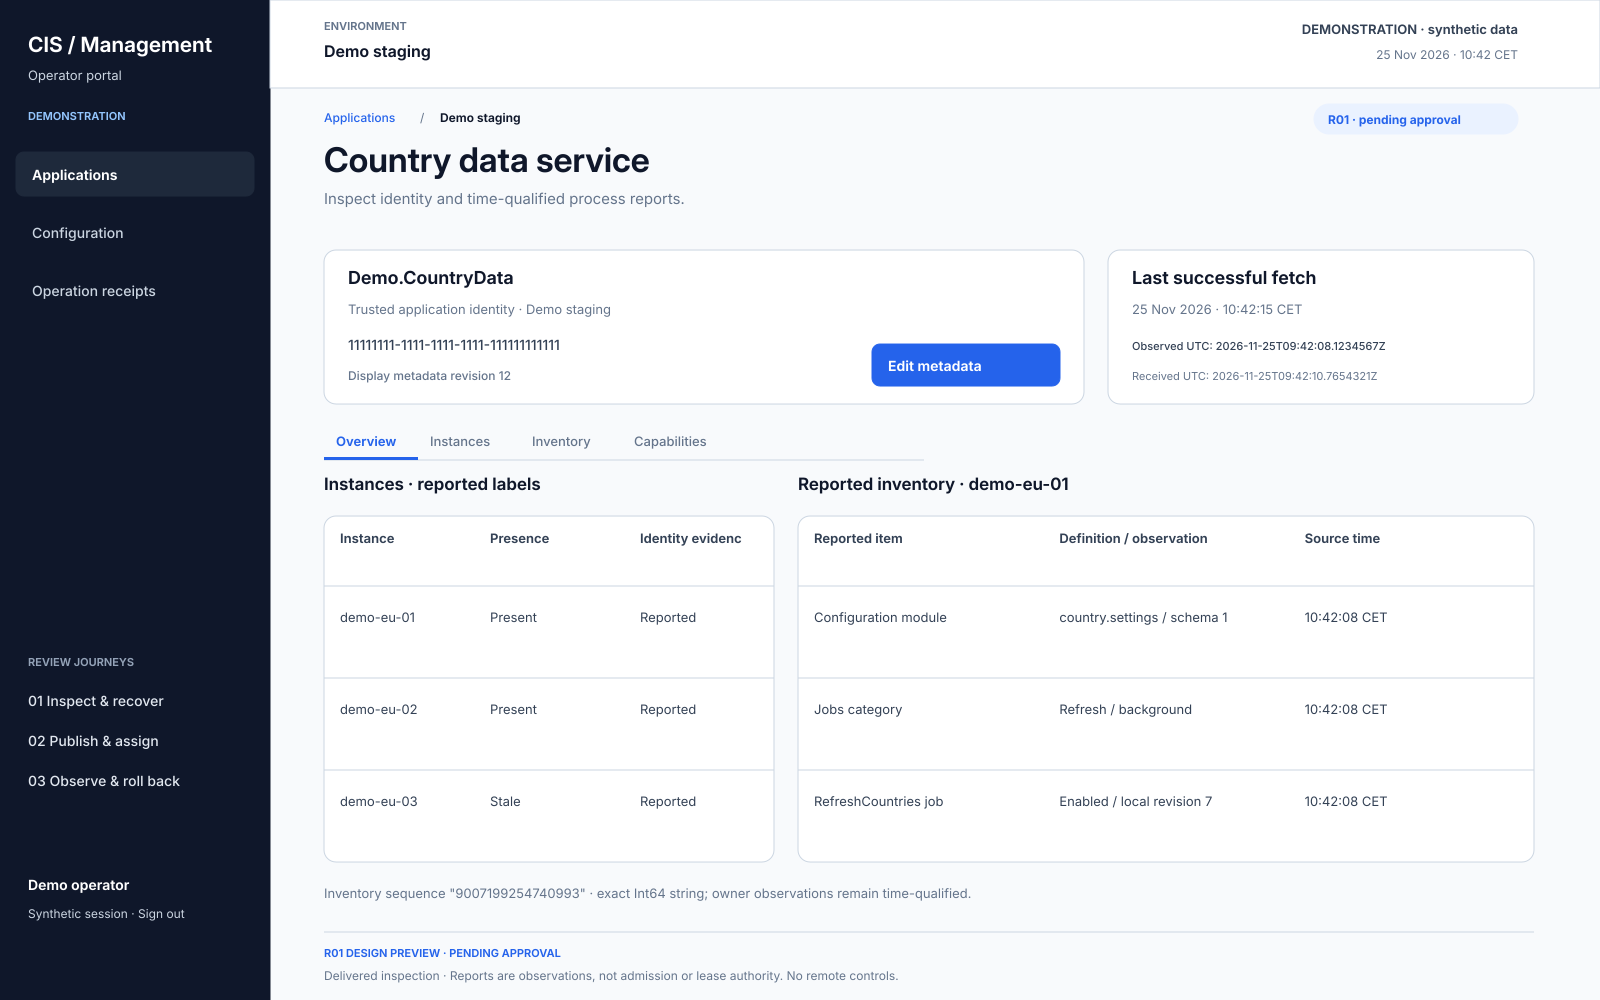 CIS / Management
Operator portal
DEMONSTRATION
Applications
Configuration
Operation receipts
REVIEW JOURNEYS
01 Inspect & recover
02 Publish & assign
03 Observe & roll back
Demo operator
Synthetic session · Sign out
ENVIRONMENT
Demo staging
DEMONSTRATION · synthetic data
25 Nov 2026 · 10:42 CET
Applications / Demo staging
R01 · pending approval
Country data service
Inspect identity and time-qualified process reports.
Demo.CountryData
Trusted application identity · Demo staging
11111111-1111-1111-1111-111111111111
Display metadata revision 12
Edit metadata
Last successful fetch
25 Nov 2026 · 10:42:15 CET
Observed UTC: 2026-11-25T09:42:08.1234567Z
Received UTC: 2026-11-25T09:42:10.7654321Z
Overview Instances Inventory Capabilities
Instances · reported labels
Instance Presence Identity evidenc
demo-eu-01 Present Reported
demo-eu-02 Present Reported
demo-eu-03 Stale Reported
Reported inventory · demo-eu-01
Reported item Definition / observation Source time
Configuration module country.settings / schema 1 10:42:08 CET
Jobs category Refresh / background 10:42:08 CET
RefreshCountries job Enabled / local revision 7 10:42:08 CET
Inventory sequence "9007199254740993" · exact Int64 string; owner observations remain time-qualified.
R01 DESIGN PREVIEW · PENDING APPROVAL
Delivered inspection · Reports are observations, not admission or lease authority. No remote controls.